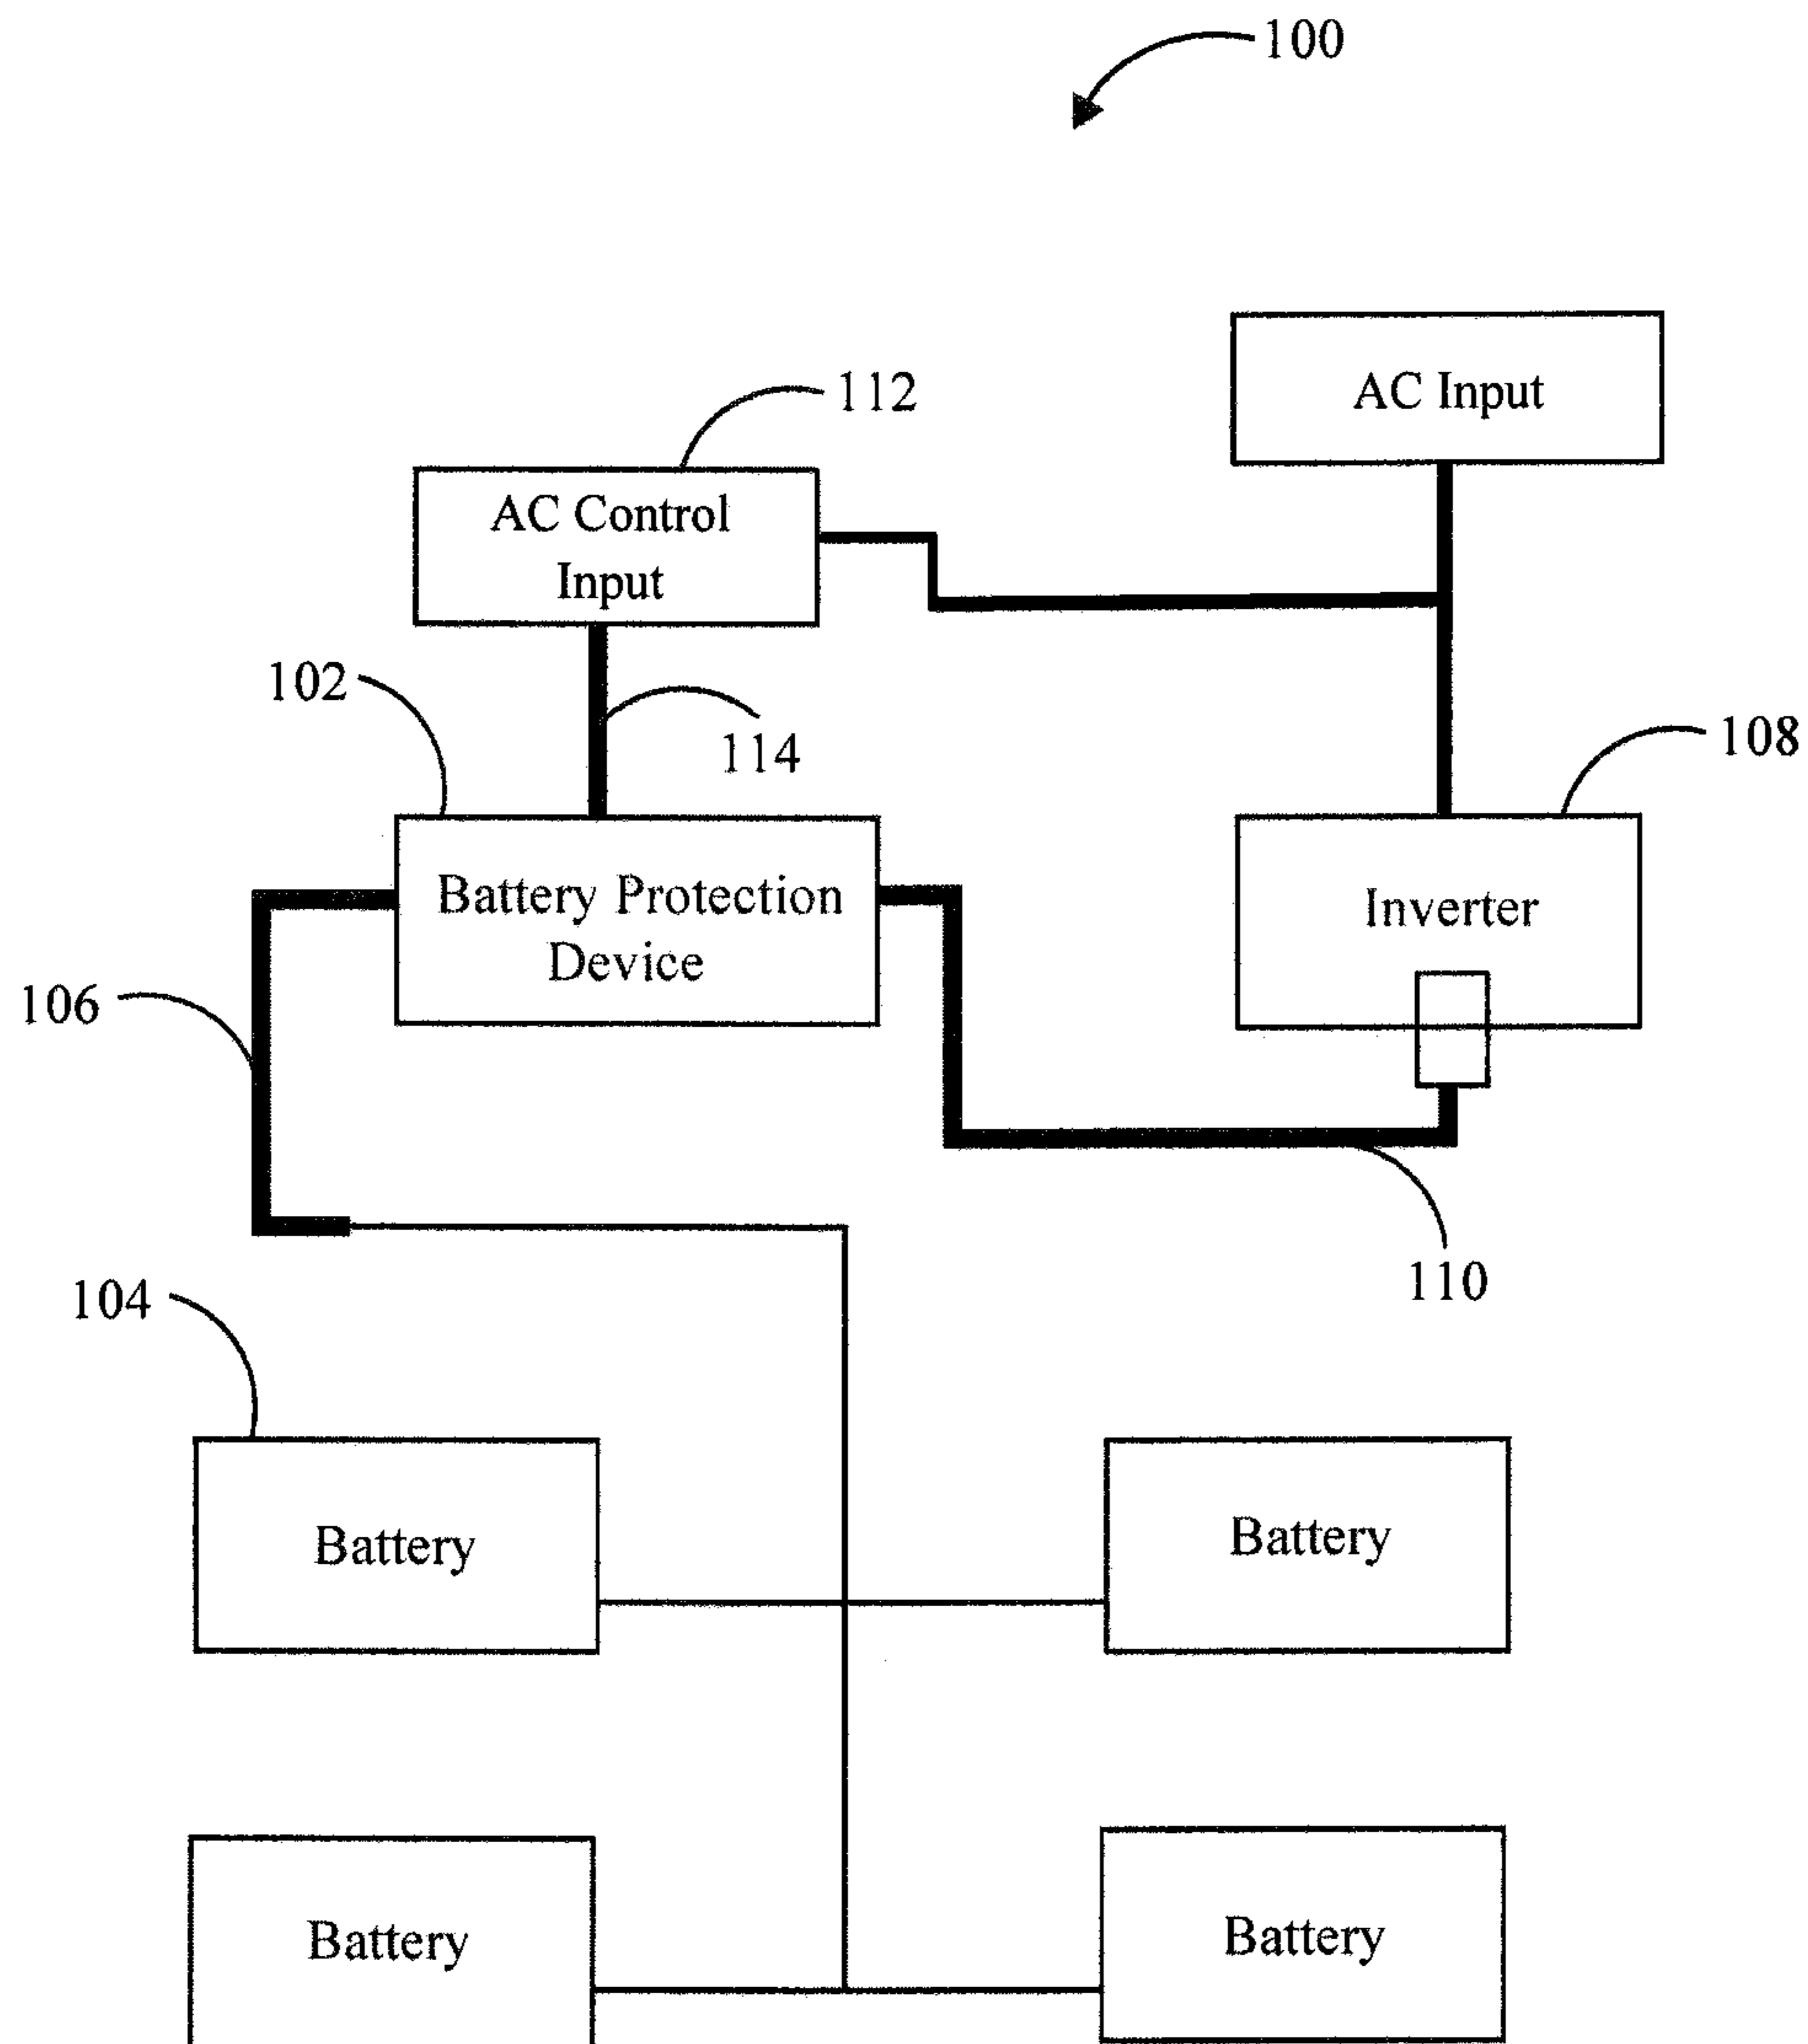 100
AC Input
112
AC Control
Input
102
114
108
Battery Protection
Device
Inverter
106
110
104
Battery
Battery
Battery
Battery